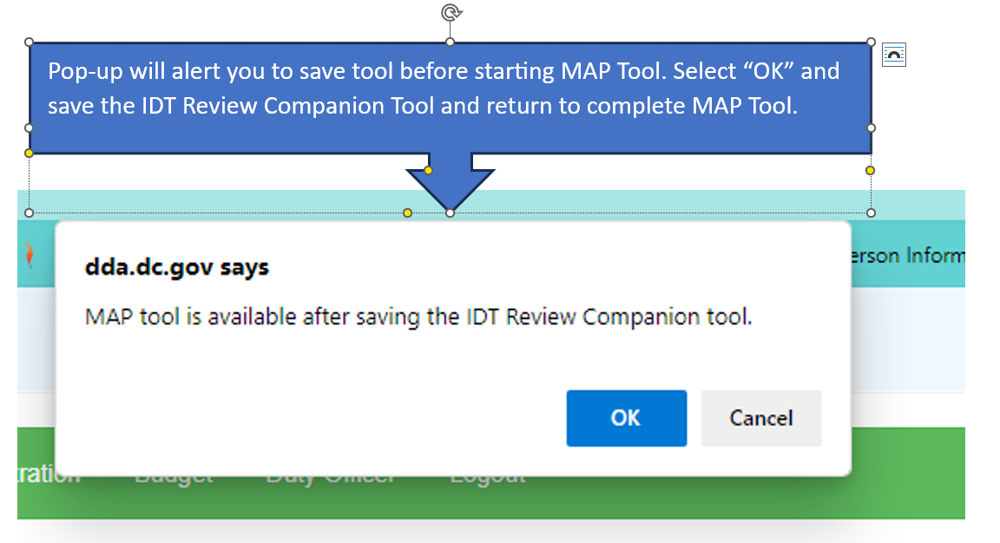 Pop-up will alert you to save tool before starting MAP Tool. Select “OK” and
save the IDT Review Companion Tool and return to complete MAP Tool.
erson Inform
dda.dc.gov says
MAP tool is available after saving the IDT Review Companion tool.
OK Cancel
tration Budget Duty Officer Logout